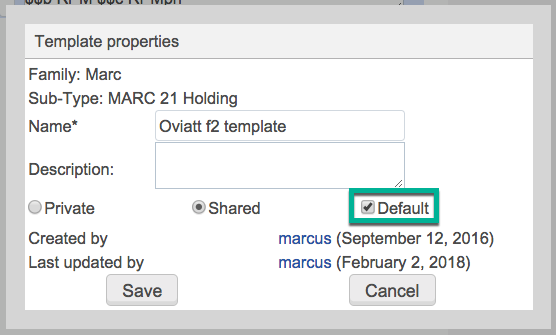 Template properties
Family: Marc
Sub-Type: MARC 21 Holding
Name* Oviatt f2 template
Description:
Private Shared Default
Created by marcus (September 12, 2016)
Last updated by marcus (February 2, 2018)
Save Cancel